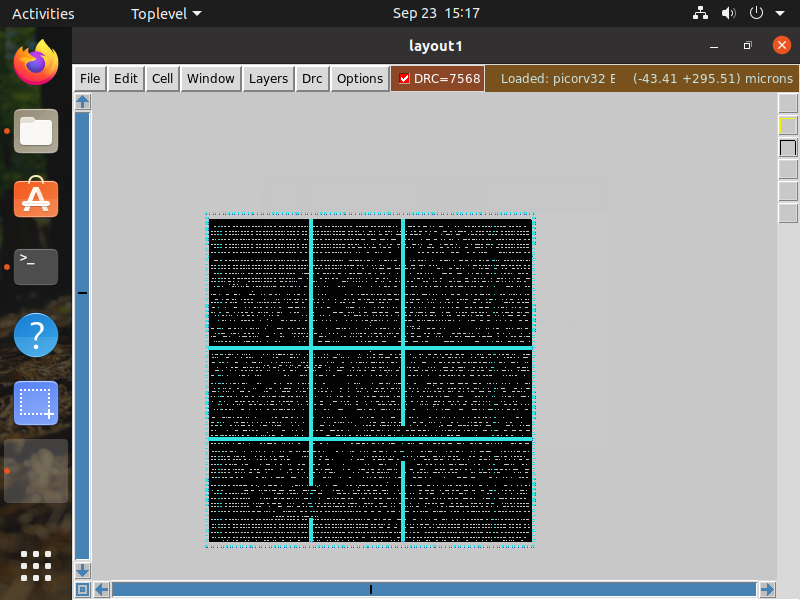 Activities Toplevel Sep 23 15:17
layout1
File Edit Cell Window Layers Drc Options DRC=7568 Loaded: picorv32 E (-43.41 +295.51) microns
>_
?